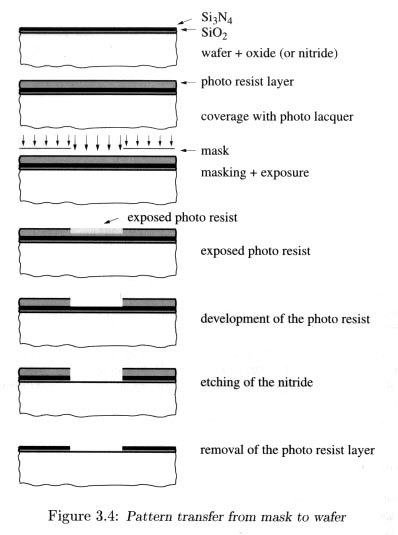 Si3N4
SiO2
wafer + oxide (or nitride)
photo resist layer
coverage with photo lacquer
mask
masking + exposure
exposed photo resist
exposed photo resist
development of the photo resist
etching of the nitride
removal of the photo resist layer
Figure 3.4: Pattern transfer from mask to wafer